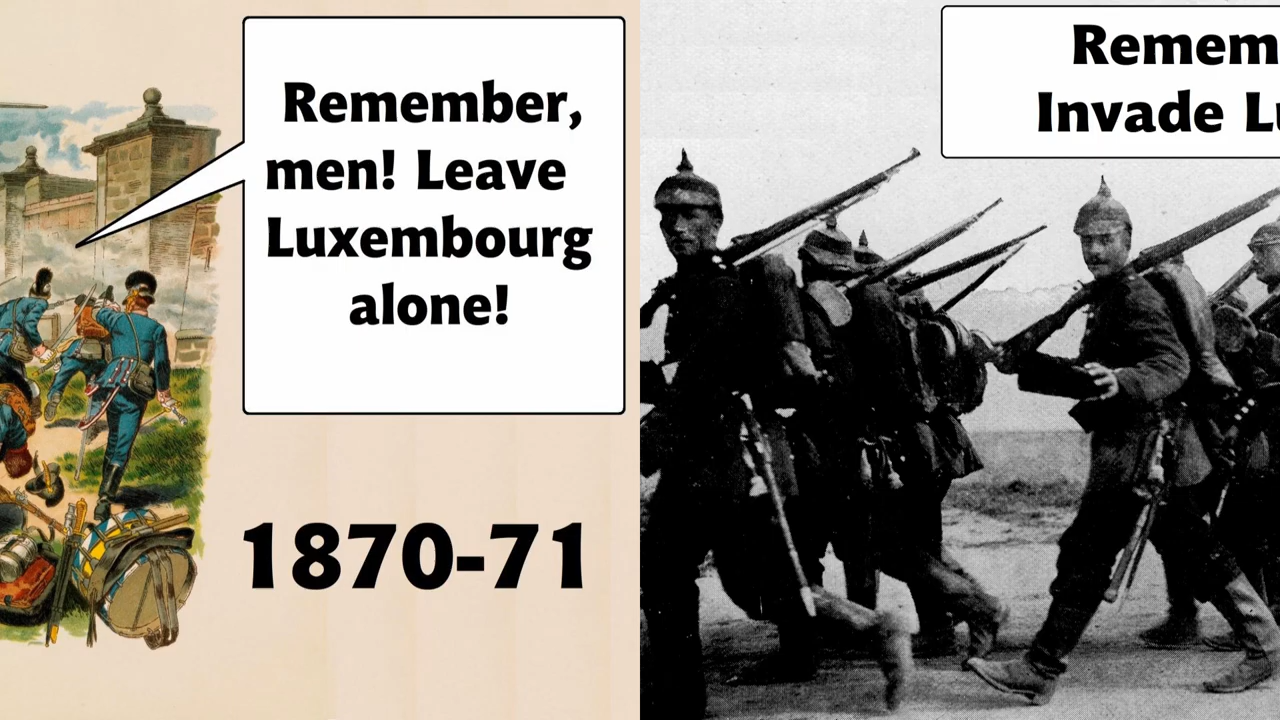 Remember,
men! Leave
Luxembourg
alone!
1870-71
Invade